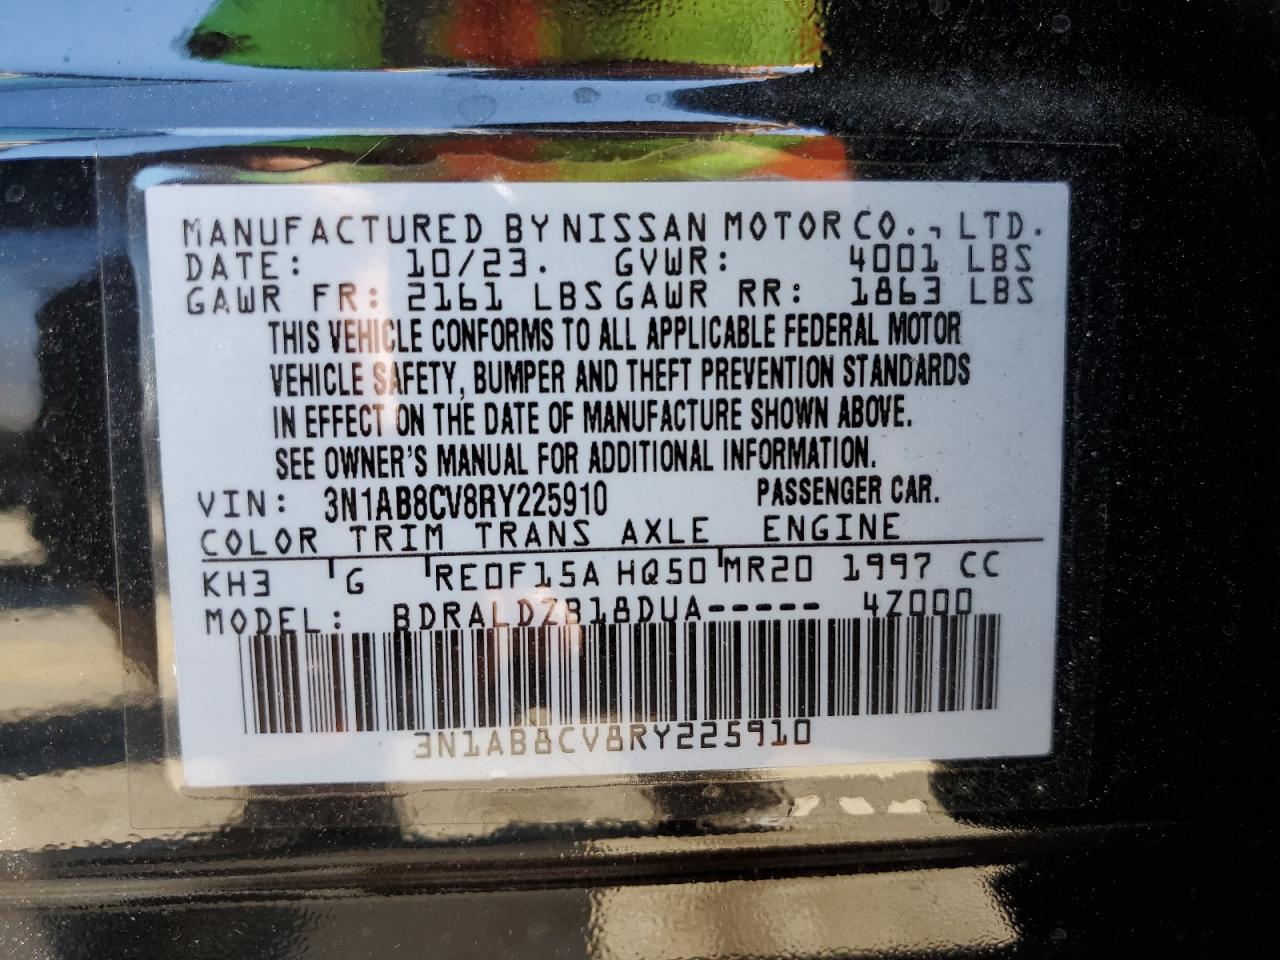 MANUFACTURED BY NISSAN MOTOR CO., LTD.
DATE: 10/23. GVWR: 4001 LBS
GAWR FR: 2161 LBS GAWR RR: 1863 LBS
THIS VEHICLE CONFORMS TO ALL APPLICABLE FEDERAL MOTOR
VEHICLE SAFETY, BUMPER AND THEFT PREVENTION STANDARDS
IN EFFECT ON THE DATE OF MANUFACTURE SHOWN ABOVE.
SEE OWNER'S MANUAL FOR ADDITIONAL INFORMATION.
VIN: 3N1AB8CV8RY225910 PASSENGER CAR.
COLOR TRIM TRANS AXLE ENGINE
KH3 G RE0F15A HQ50 MR20 1997 CC
MODEL: BDRALDZB18DUA----- 4Z000
3N1AB8CV8RY225910